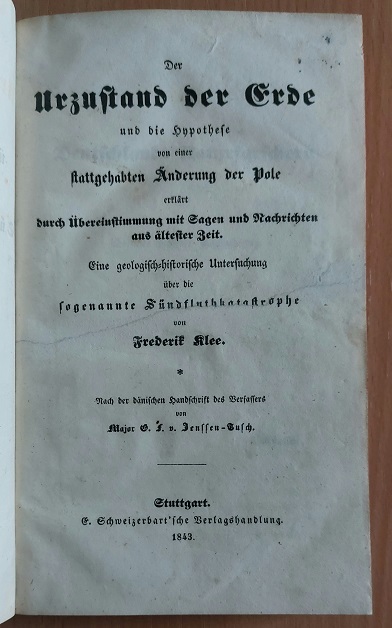 Der
Urzustand der Erde
und die Hypothese
von einer
stattgehabten Änderung der Pole
erklärt
durch Übereinstimmung mit Sagen und Nachrichten
aus ältester Zeit.
Eine geologisch-historische Untersuchung
über die
sogenannte Sündfluthkatastrophe
von
Frederik Klee.
*
Nach der dänischen Handschrift des Verfassers
von
Major G. F. v. Jenssen-Tusch.
Stuttgart.
E. Schweizerbart'sche Verlagshandlung.
1843.